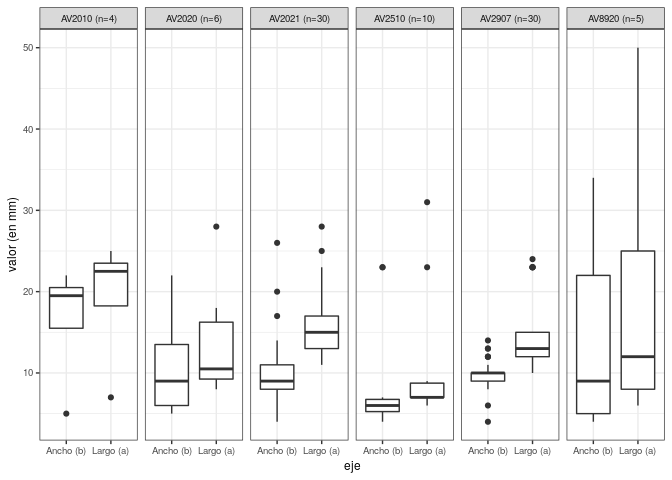 AV2010 (n=4) AV2020 (n=6) AV2021 (n=30) AV2510 (n=10) AV2907 (n=30) AV8920 (n=5)
50
40
30
20
10
valor (en mm)
Ancho (b) Largo (a) Ancho (b) Largo (a) Ancho (b) Largo (a) Ancho (b) Largo (a) Ancho (b) Largo (a) Ancho (b) Largo (a)
eje